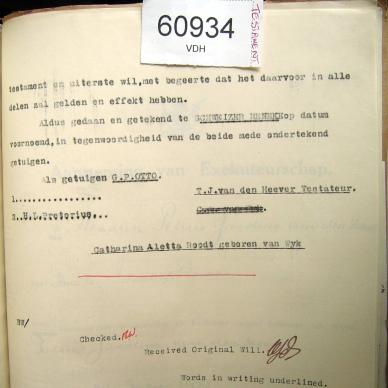 60934
VDH
TESTAMENT
testament en uiterste wil, met begeerte dat het daarvoor in alle
delen zal gelden en effekt hebben.
Aldus gedaan en getekend te SCHWEIZER RENEKE op datum
voornoemd, in tegenwoordigheid van de beide mede ondertekend
getuigen.
Als getuigen G.P.OTTO.
1................. T.J.van den Heever Testateur.
2.H.L.Pretorius...
Catharina Aletta Roodt geboren van Wyk
HW/
Checked.
Received Original Will.
Words in writing underlined.